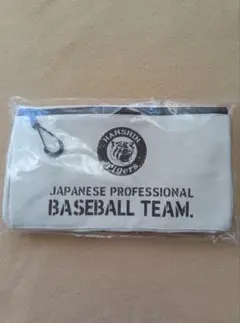 HANSHIN
Tigers
JAPANESE PROFESSIONAL
BASEBALL TEAM.